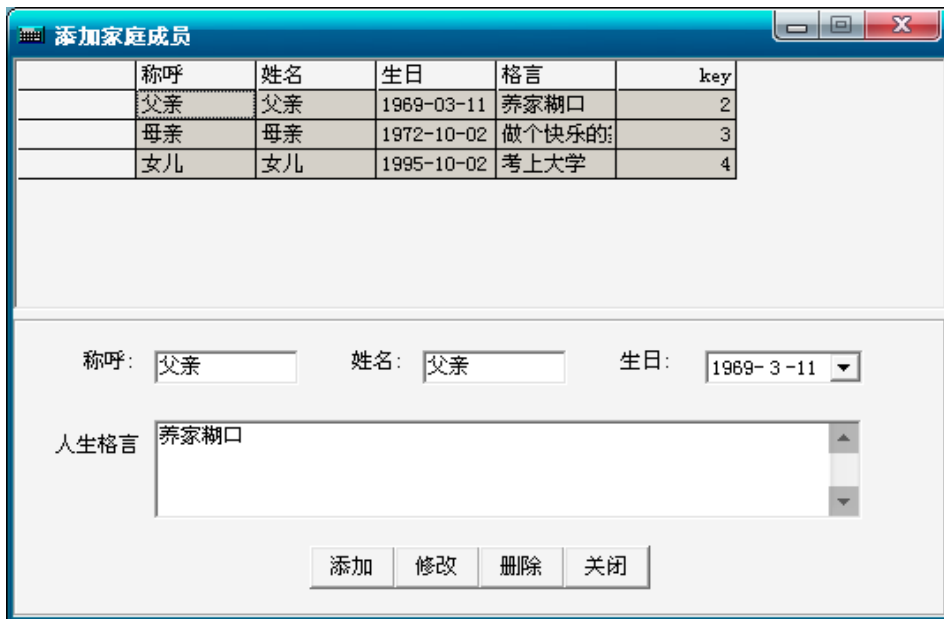 添加家庭成员
称呼 姓名 生日 格言 key
父亲 父亲 1969-03-11 养家糊口 2
母亲 母亲 1972-10-02 做个快乐的 3
女儿 女儿 1995-10-02 考上大学 4
称呼: 父亲 姓名: 父亲 生日: 1969- 3 -11
人生格言 养家糊口
添加 修改 删除 关闭